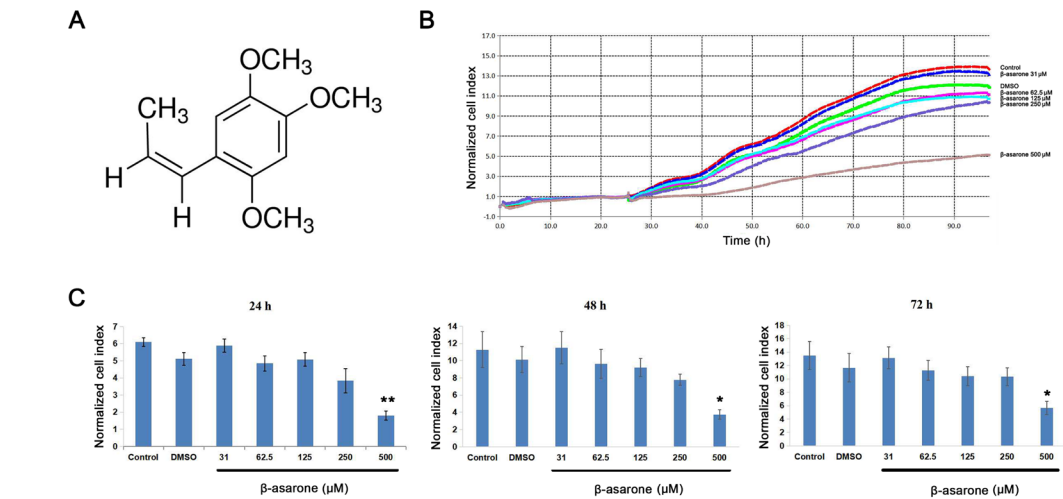 A
OCH3
CH3
OCH3
H
H
OCH3
B
Normalized cell index
17.0
15.0
13.0
11.0
9.0
7.0
5.0
3.0
1.0
-1.0
0.0 10.0 20.0 30.0 40.0 50.0 60.0 70.0 80.0 90.0
Time (h)
Control
β-asarone 31 µM
DMSO
β-asarone 62.5 µM
β-asarone 125 µM
β-asarone 250 µM
β-asarone 500 µM
C
24 h
Normalized cell index
7
6
5
4
3
2
1
0
**
Control DMSO 31 62.5 125 250 500
β-asarone (µM)
48 h
Normalized cell index
14
12
10
8
6
4
2
0
*
Control DMSO 31 62.5 125 250 500
β-asarone (µM)
72 h
Normalized cell index
18
16
14
12
10
8
6
4
2
0
*
Control DMSO 31 62.5 125 250 500
β-asarone (µM)